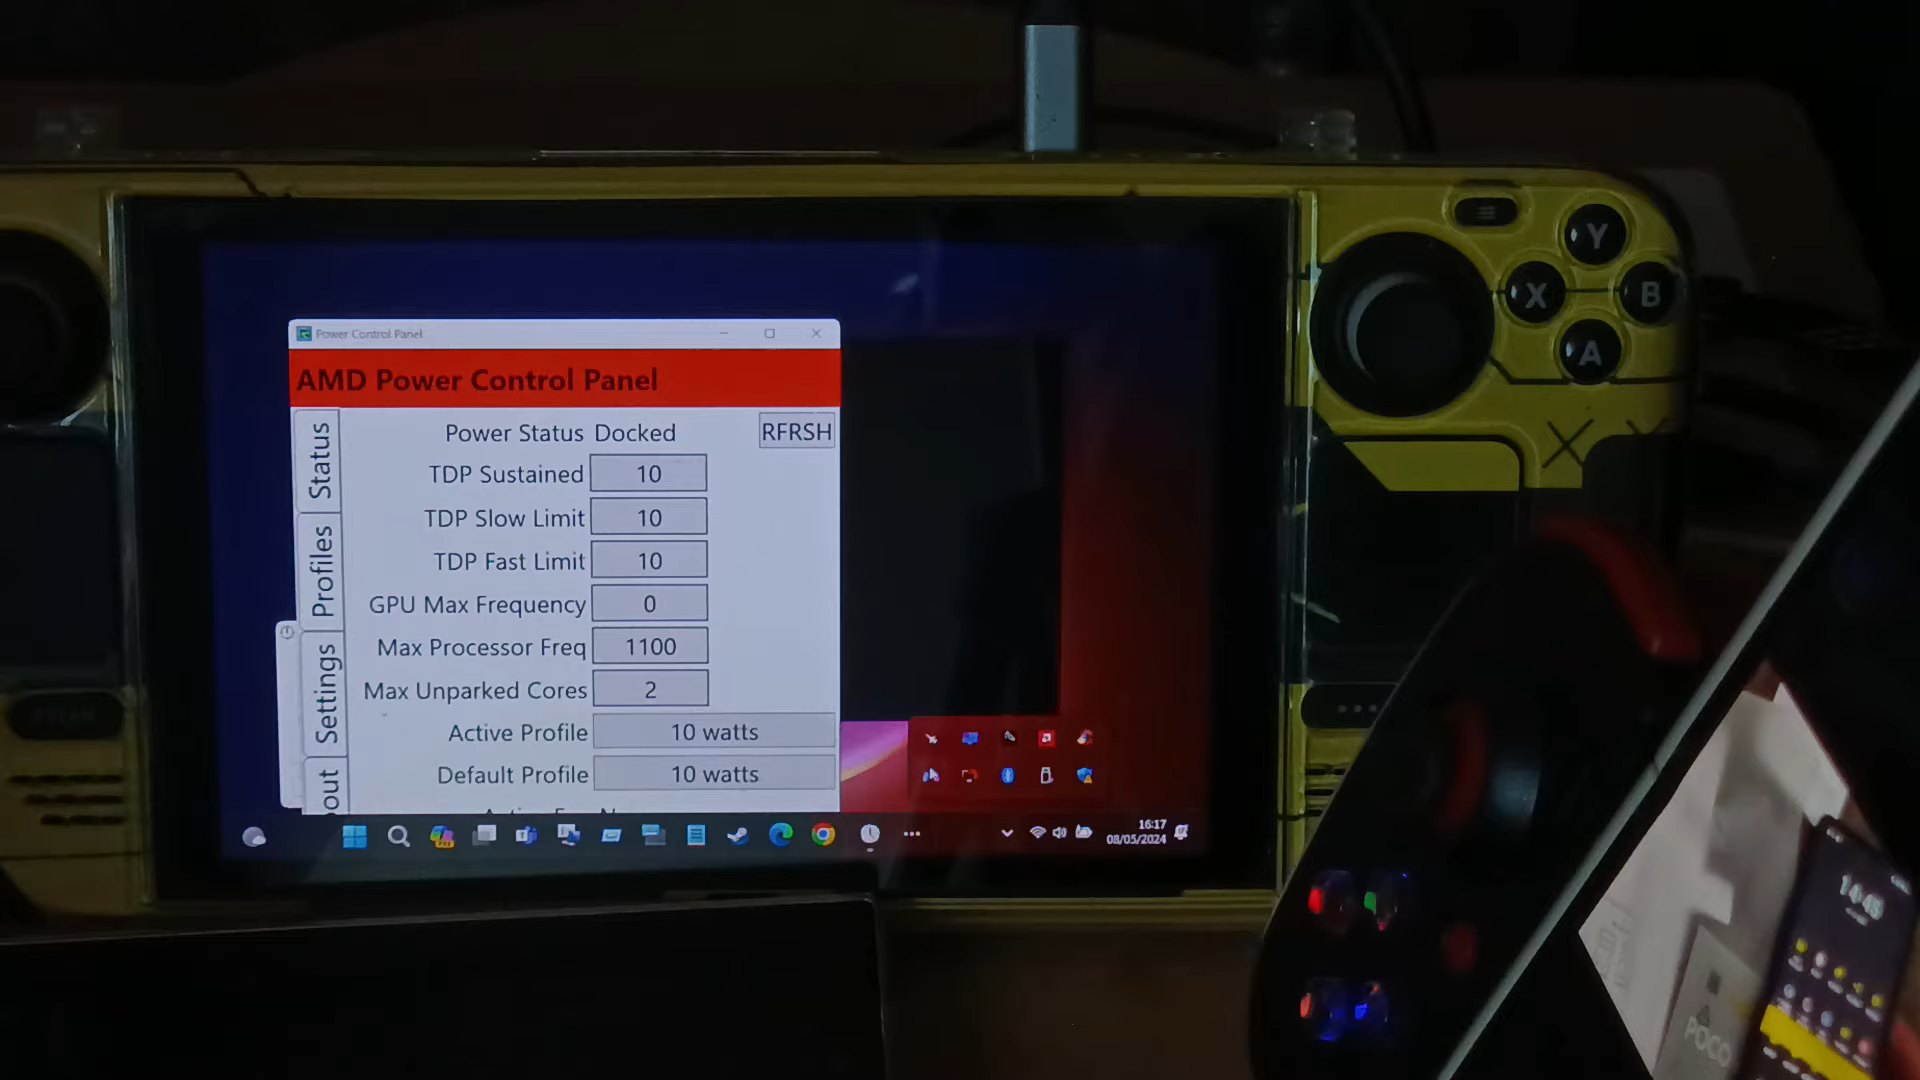 Y
X
B
A
Power Control Panel
AMD Power Control Panel
Status
Profiles
Settings
out
Power Status Docked RFRSH
TDP Sustained 10
TDP Slow Limit 10
TDP Fast Limit 10
GPU Max Frequency 0
Max Processor Freq 1100
Max Unparked Cores 2
Active Profile 10 watts
Default Profile 10 watts
16:17
08/05/2024
POCO